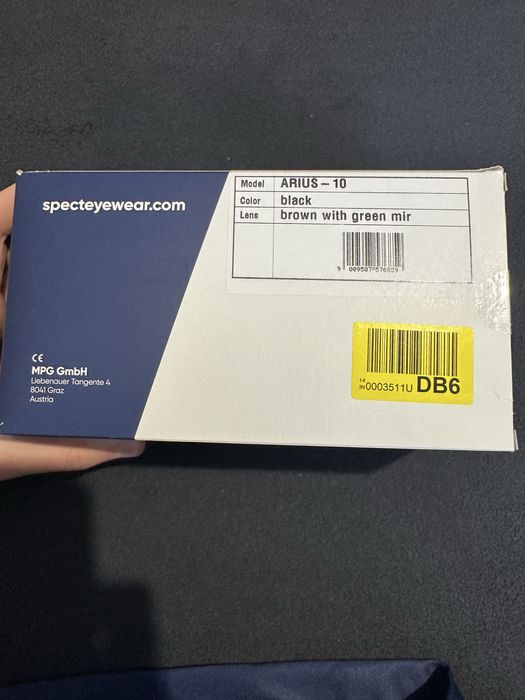 specteyewear.com
Model ARIUS – 10
Color black
Lens brown with green mir
9 009587 576859
CE
MPG GmbH
Liebenauer Tangente 4
8041 Graz
Austria
14
IN0003511U DB6